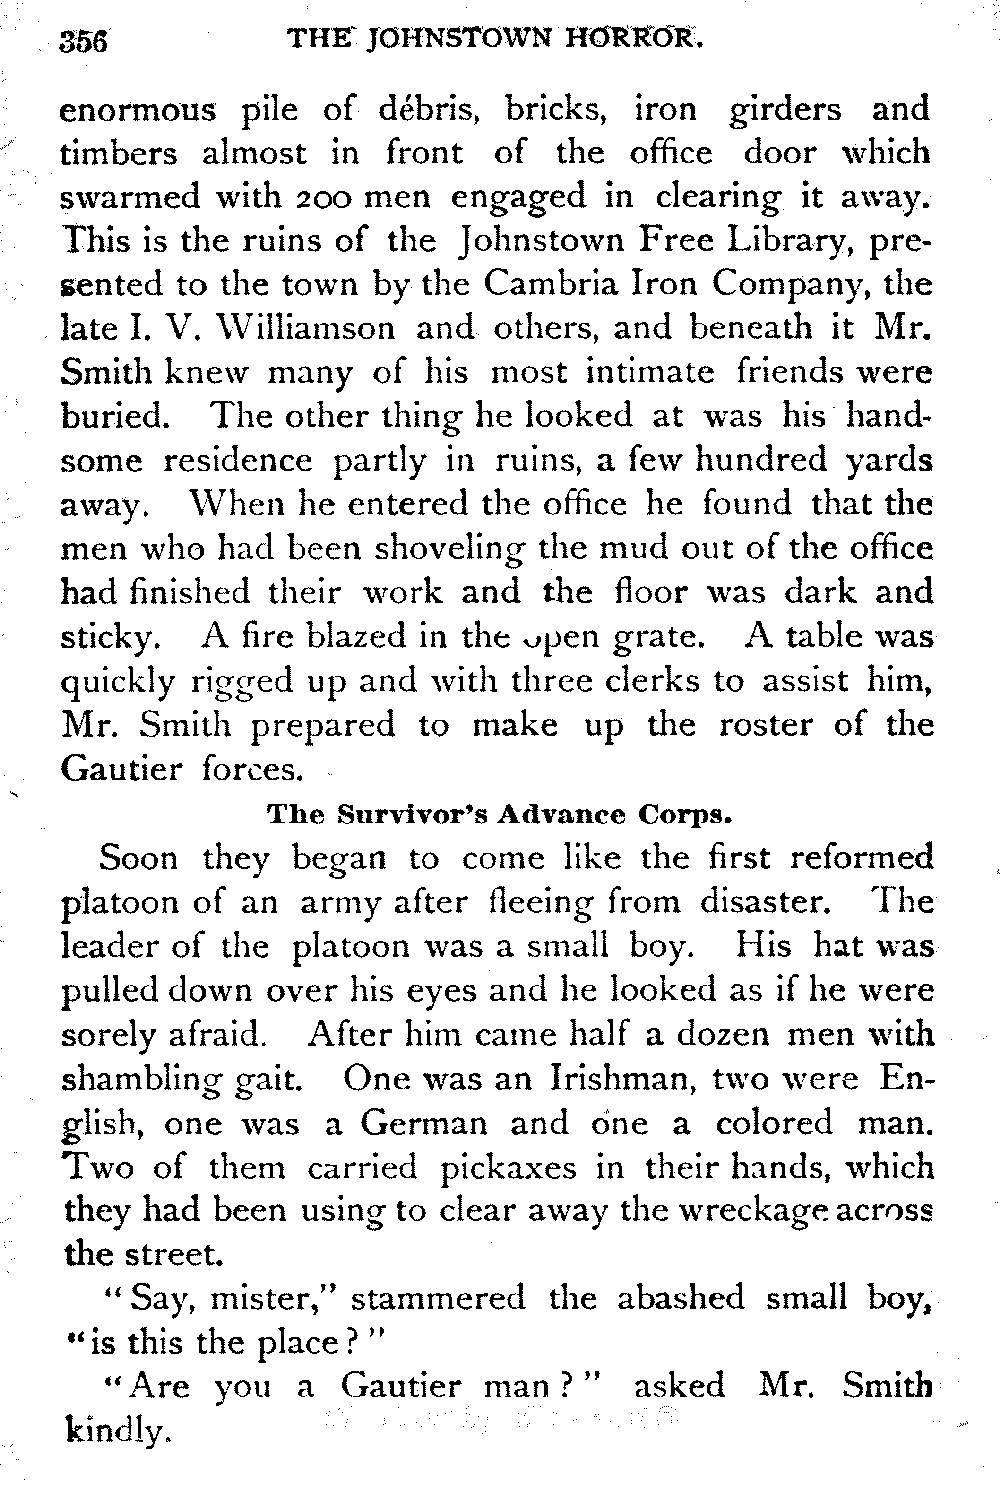 356 THE JOHNSTOWN HORROR.
enormous pile of débris, bricks, iron girders and
timbers almost in front of the office door which
swarmed with 200 men engaged in clearing it away.
This is the ruins of the Johnstown Free Library, pre-
sented to the town by the Cambria Iron Company, the
late I. V. Williamson and others, and beneath it Mr.
Smith knew many of his most intimate friends were
buried. The other thing he looked at was his hand-
some residence partly in ruins, a few hundred yards
away. When he entered the office he found that the
men who had been shoveling the mud out of the office
had finished their work and the floor was dark and
sticky. A fire blazed in the open grate. A table was
quickly rigged up and with three clerks to assist him,
Mr. Smith prepared to make up the roster of the
Gautier forces.
The Survivor's Advance Corps.
Soon they began to come like the first reformed
platoon of an army after fleeing from disaster. The
leader of the platoon was a small boy. His hat was
pulled down over his eyes and he looked as if he were
sorely afraid. After him came half a dozen men with
shambling gait. One was an Irishman, two were En-
glish, one was a German and one a colored man.
Two of them carried pickaxes in their hands, which
they had been using to clear away the wreckage across
the street.
"Say, mister," stammered the abashed small boy,
"is this the place?"
"Are you a Gautier man?" asked Mr. Smith
kindly.